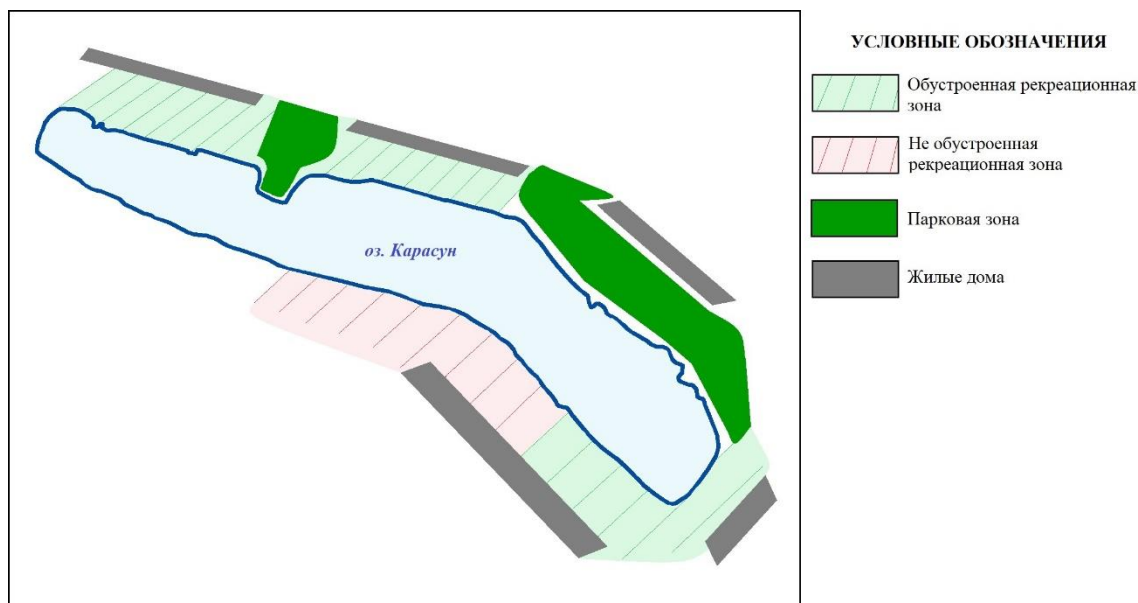 УСЛОВНЫЕ ОБОЗНАЧЕНИЯ
Обустроенная рекреационная
зона
Не обустроенная
рекреационная зона
Парковая зона
Жилые дома
оз. Карасун